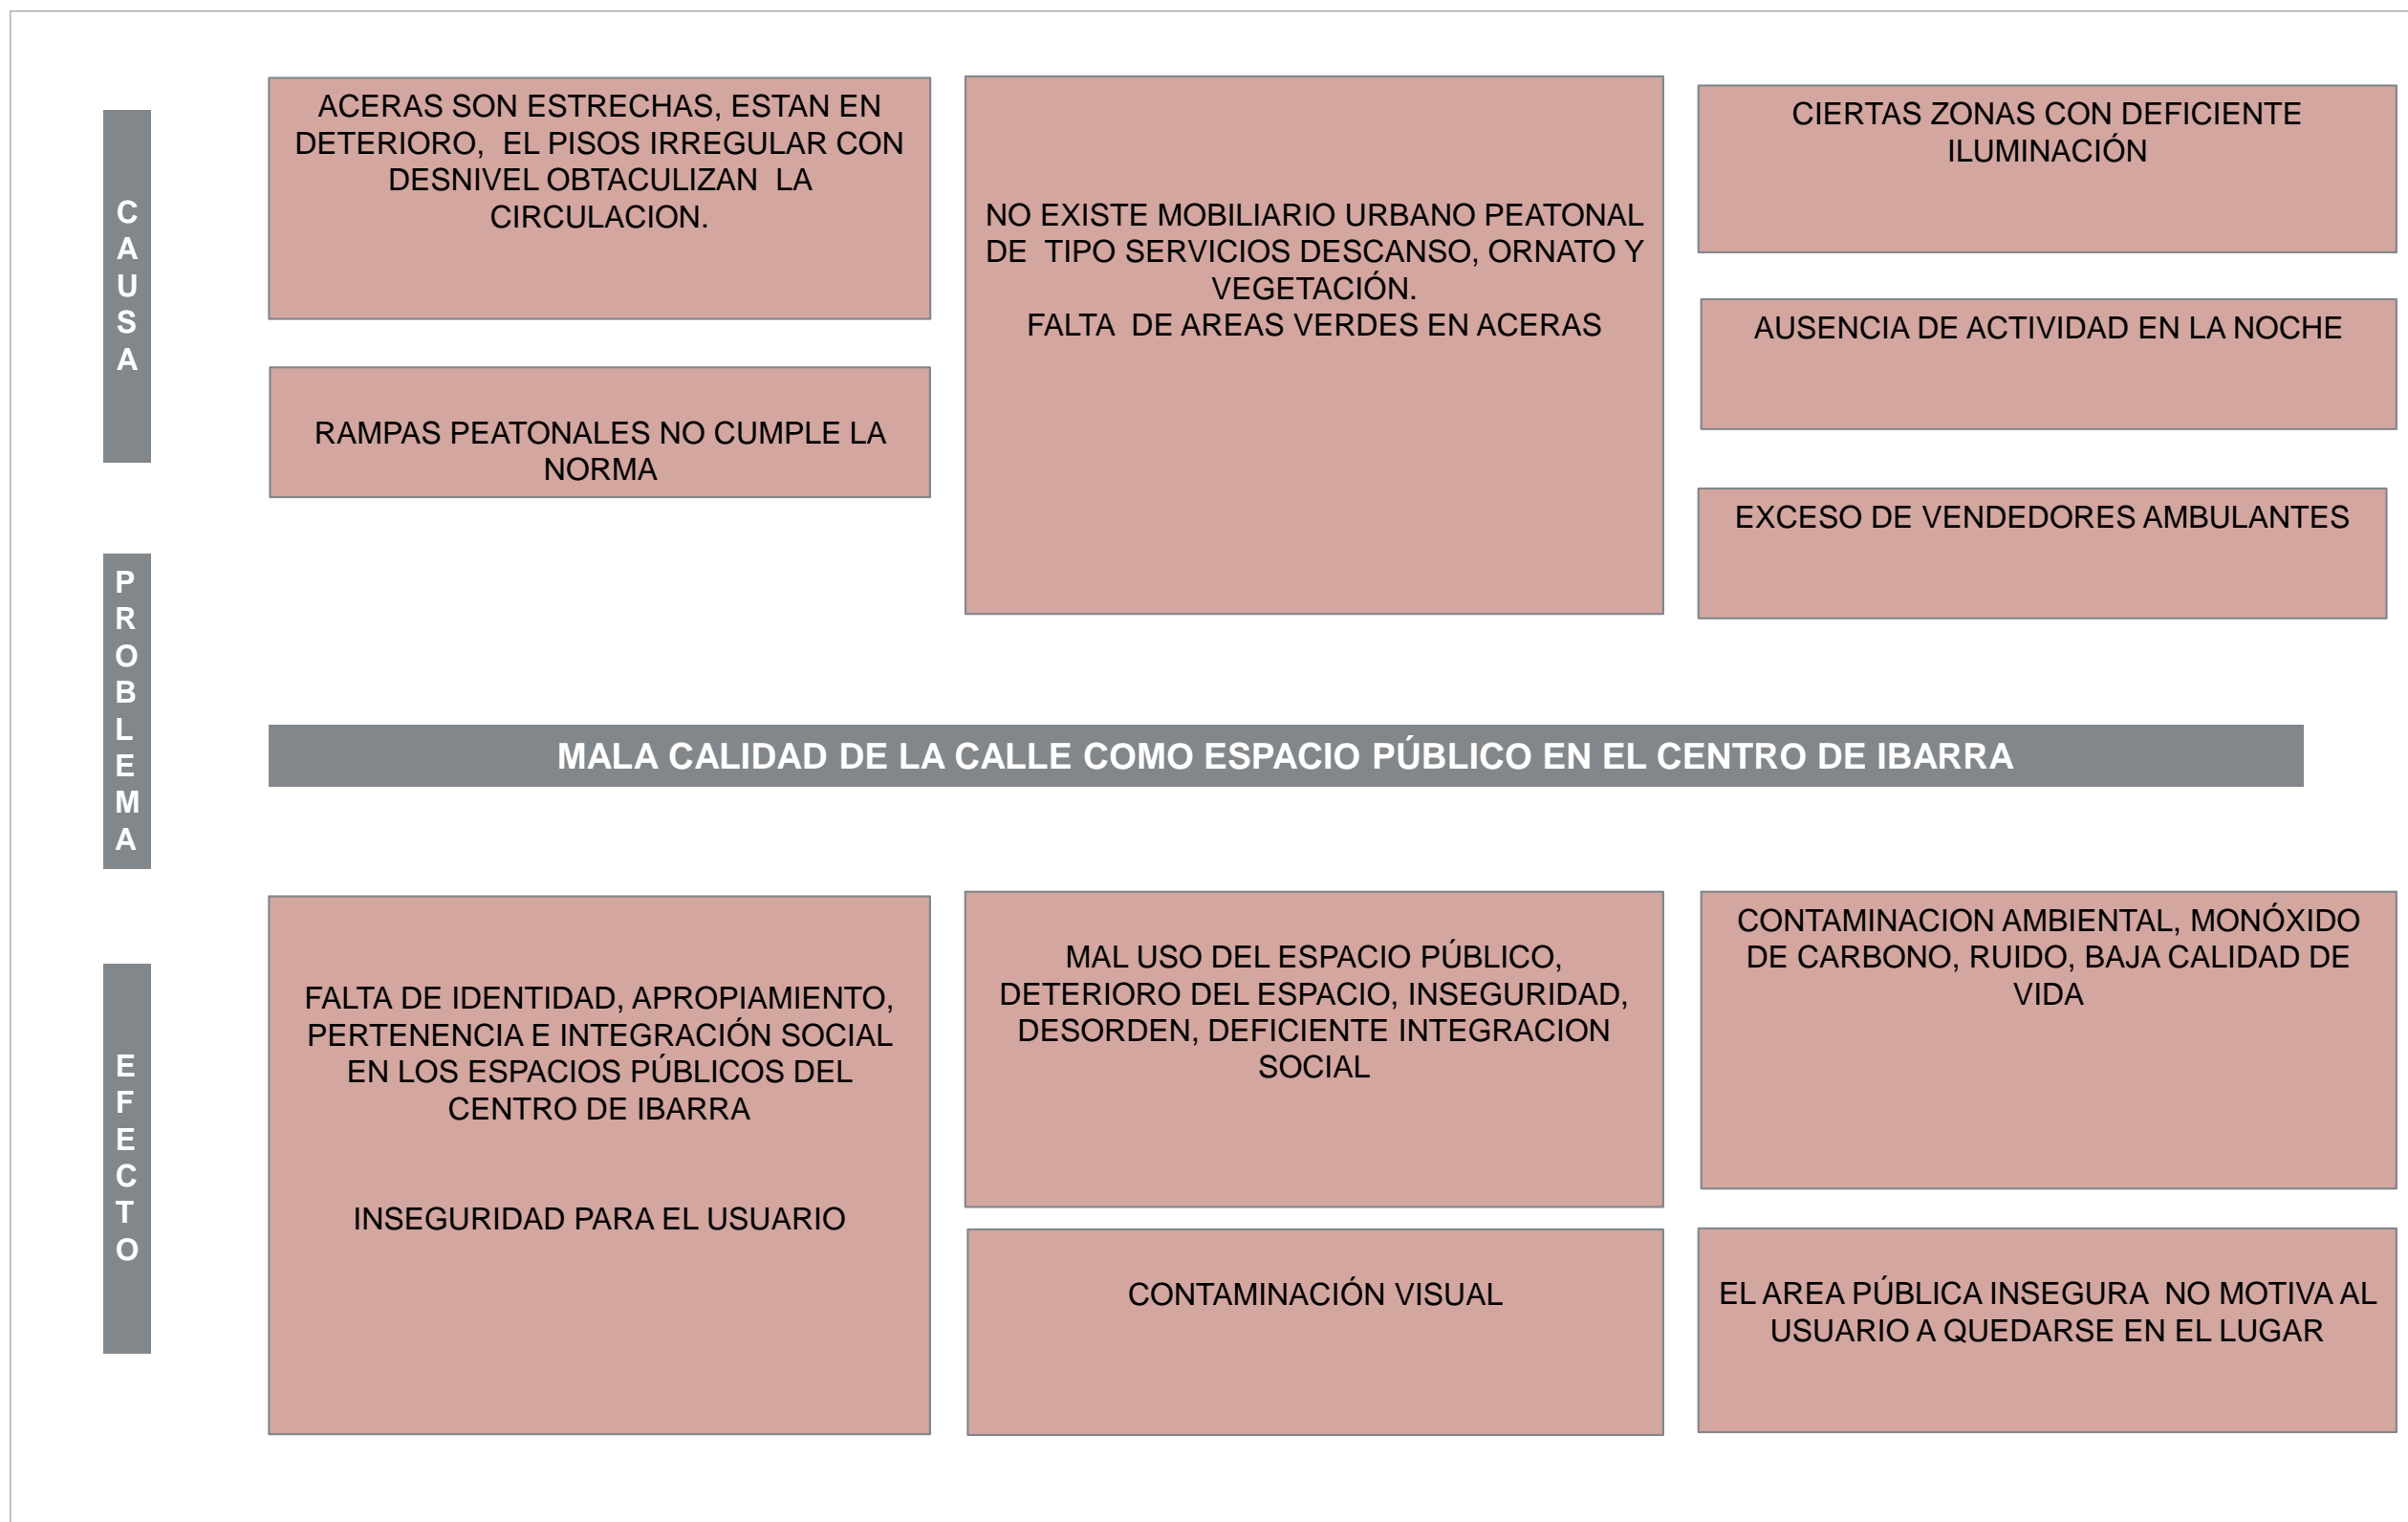 CAUSA
ACERAS SON ESTRECHAS, ESTAN EN
DETERIORO, EL PISOS IRREGULAR CON
DESNIVEL OBTACULIZAN LA
CIRCULACION.
RAMPAS PEATONALES NO CUMPLE LA
NORMA
NO EXISTE MOBILIARIO URBANO PEATONAL
DE TIPO SERVICIOS DESCANSO, ORNATO Y
VEGETACIÓN.
FALTA DE AREAS VERDES EN ACERAS
CIERTAS ZONAS CON DEFICIENTE
ILUMINACIÓN
AUSENCIA DE ACTIVIDAD EN LA NOCHE
EXCESO DE VENDEDORES AMBULANTES
PROBLEMA
MALA CALIDAD DE LA CALLE COMO ESPACIO PÚBLICO EN EL CENTRO DE IBARRA
EFECTO
FALTA DE IDENTIDAD, APROPIAMIENTO,
PERTENENCIA E INTEGRACIÓN SOCIAL
EN LOS ESPACIOS PÚBLICOS DEL
CENTRO DE IBARRA
INSEGURIDAD PARA EL USUARIO
MAL USO DEL ESPACIO PÚBLICO,
DETERIORO DEL ESPACIO, INSEGURIDAD,
DESORDEN, DEFICIENTE INTEGRACION
SOCIAL
CONTAMINACIÓN VISUAL
CONTAMINACION AMBIENTAL, MONÓXIDO
DE CARBONO, RUIDO, BAJA CALIDAD DE
VIDA
EL AREA PÚBLICA INSEGURA NO MOTIVA AL
USUARIO A QUEDARSE EN EL LUGAR